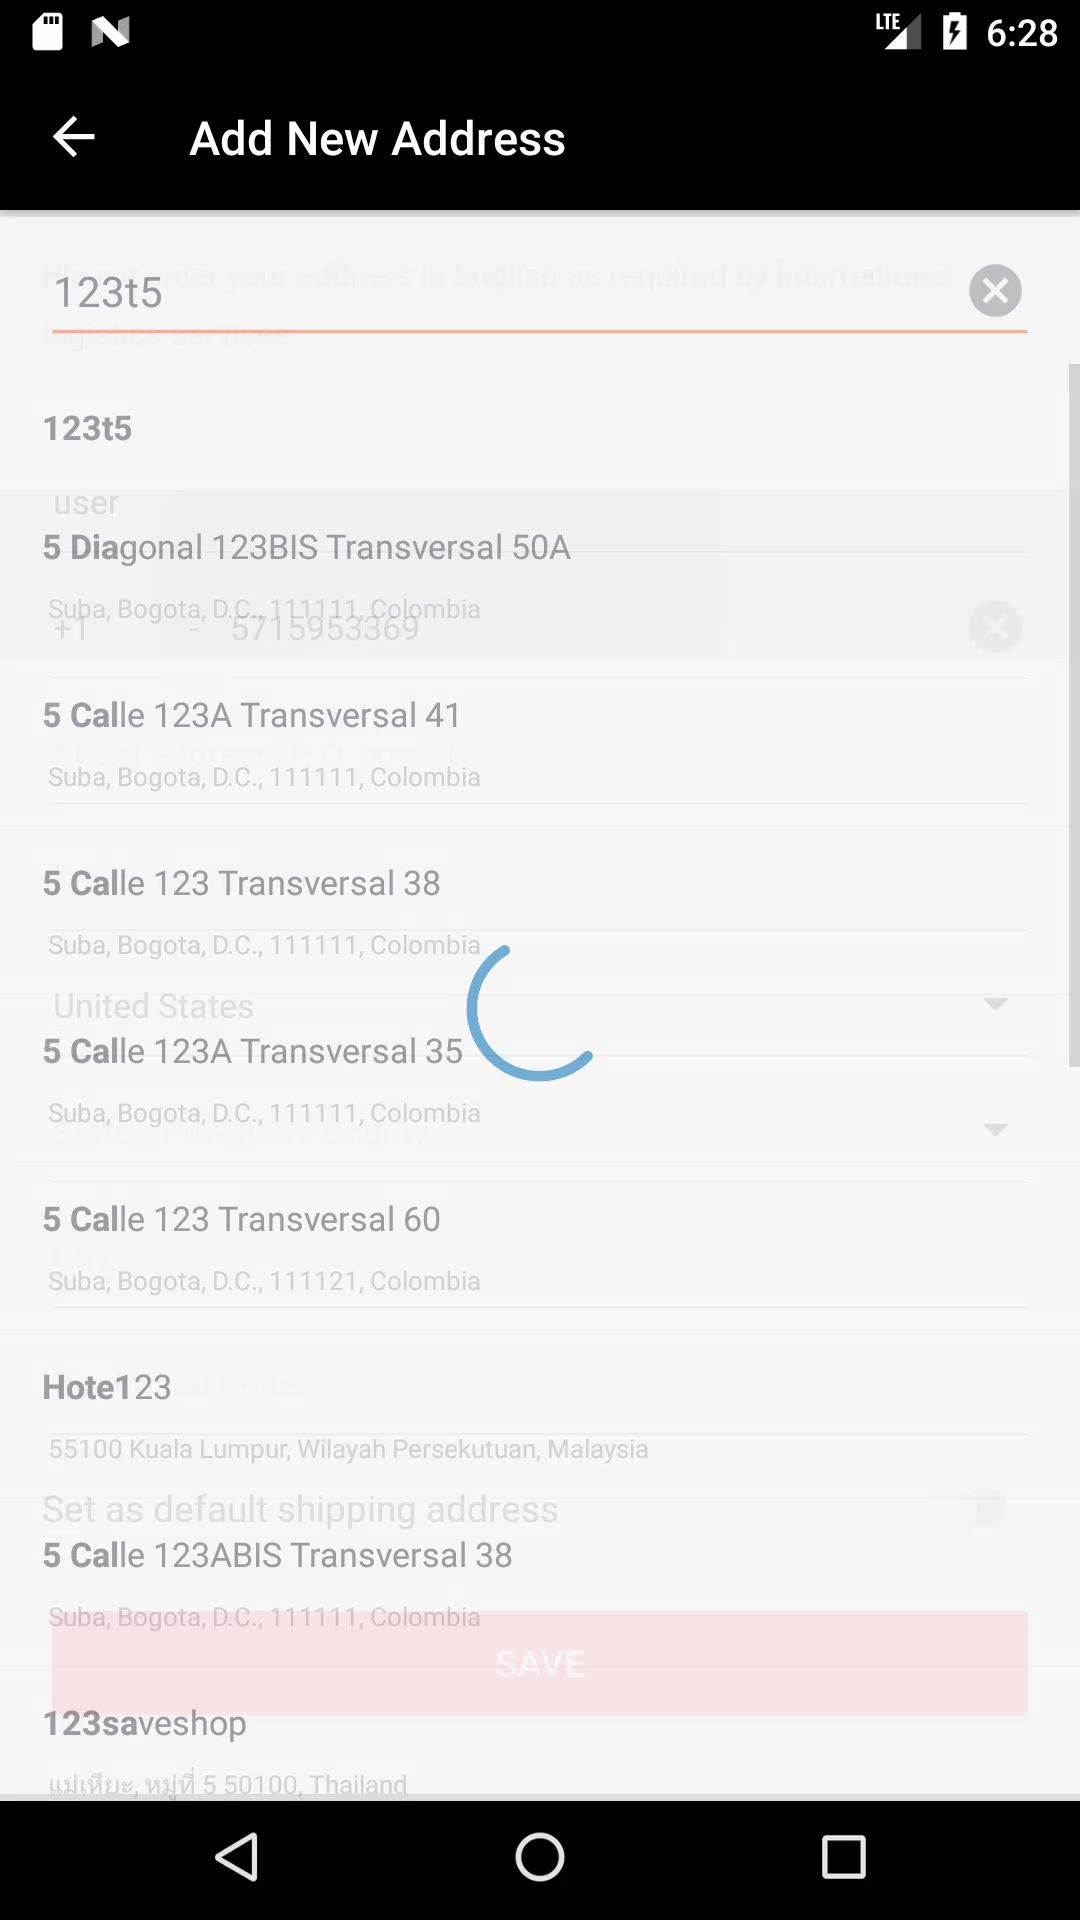 LTE 6:28
Add New Address
Please enter your address in English as required by international
logistics services
123t5
123t5
user
5 Diagonal 123BIS Transversal 50A
Suba, Bogota, D.C., 111111, Colombia
+1 - 5715953369
5 Calle 123A Transversal 41
Suba, Bogota, D.C., 111111, Colombia
5 Calle 123 Transversal 38
Suba, Bogota, D.C., 111111, Colombia
United States
5 Calle 123A Transversal 35
Suba, Bogota, D.C., 111111, Colombia
5 Calle 123 Transversal 60
Suba, Bogota, D.C., 111121, Colombia
Hote123
55100 Kuala Lumpur, Wilayah Persekutuan, Malaysia
Set as default shipping address
5 Calle 123ABIS Transversal 38
Suba, Bogota, D.C., 111111, Colombia
SAVE
123saveshop
แม่เหียะ, หมู่ที่ 5 50100, Thailand